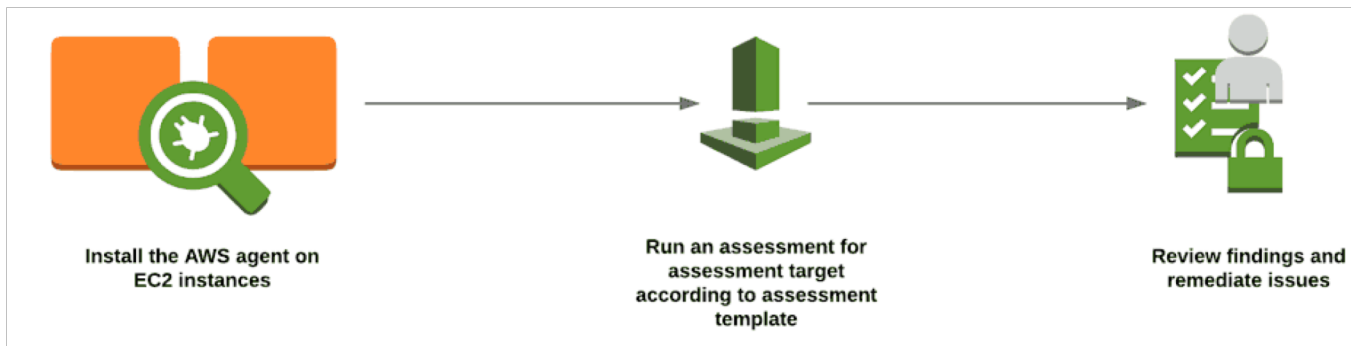 Install the AWS agent on
EC2 instances
Run an assessment for
assessment target
according to assessment
template
Review findings and
remediate issues